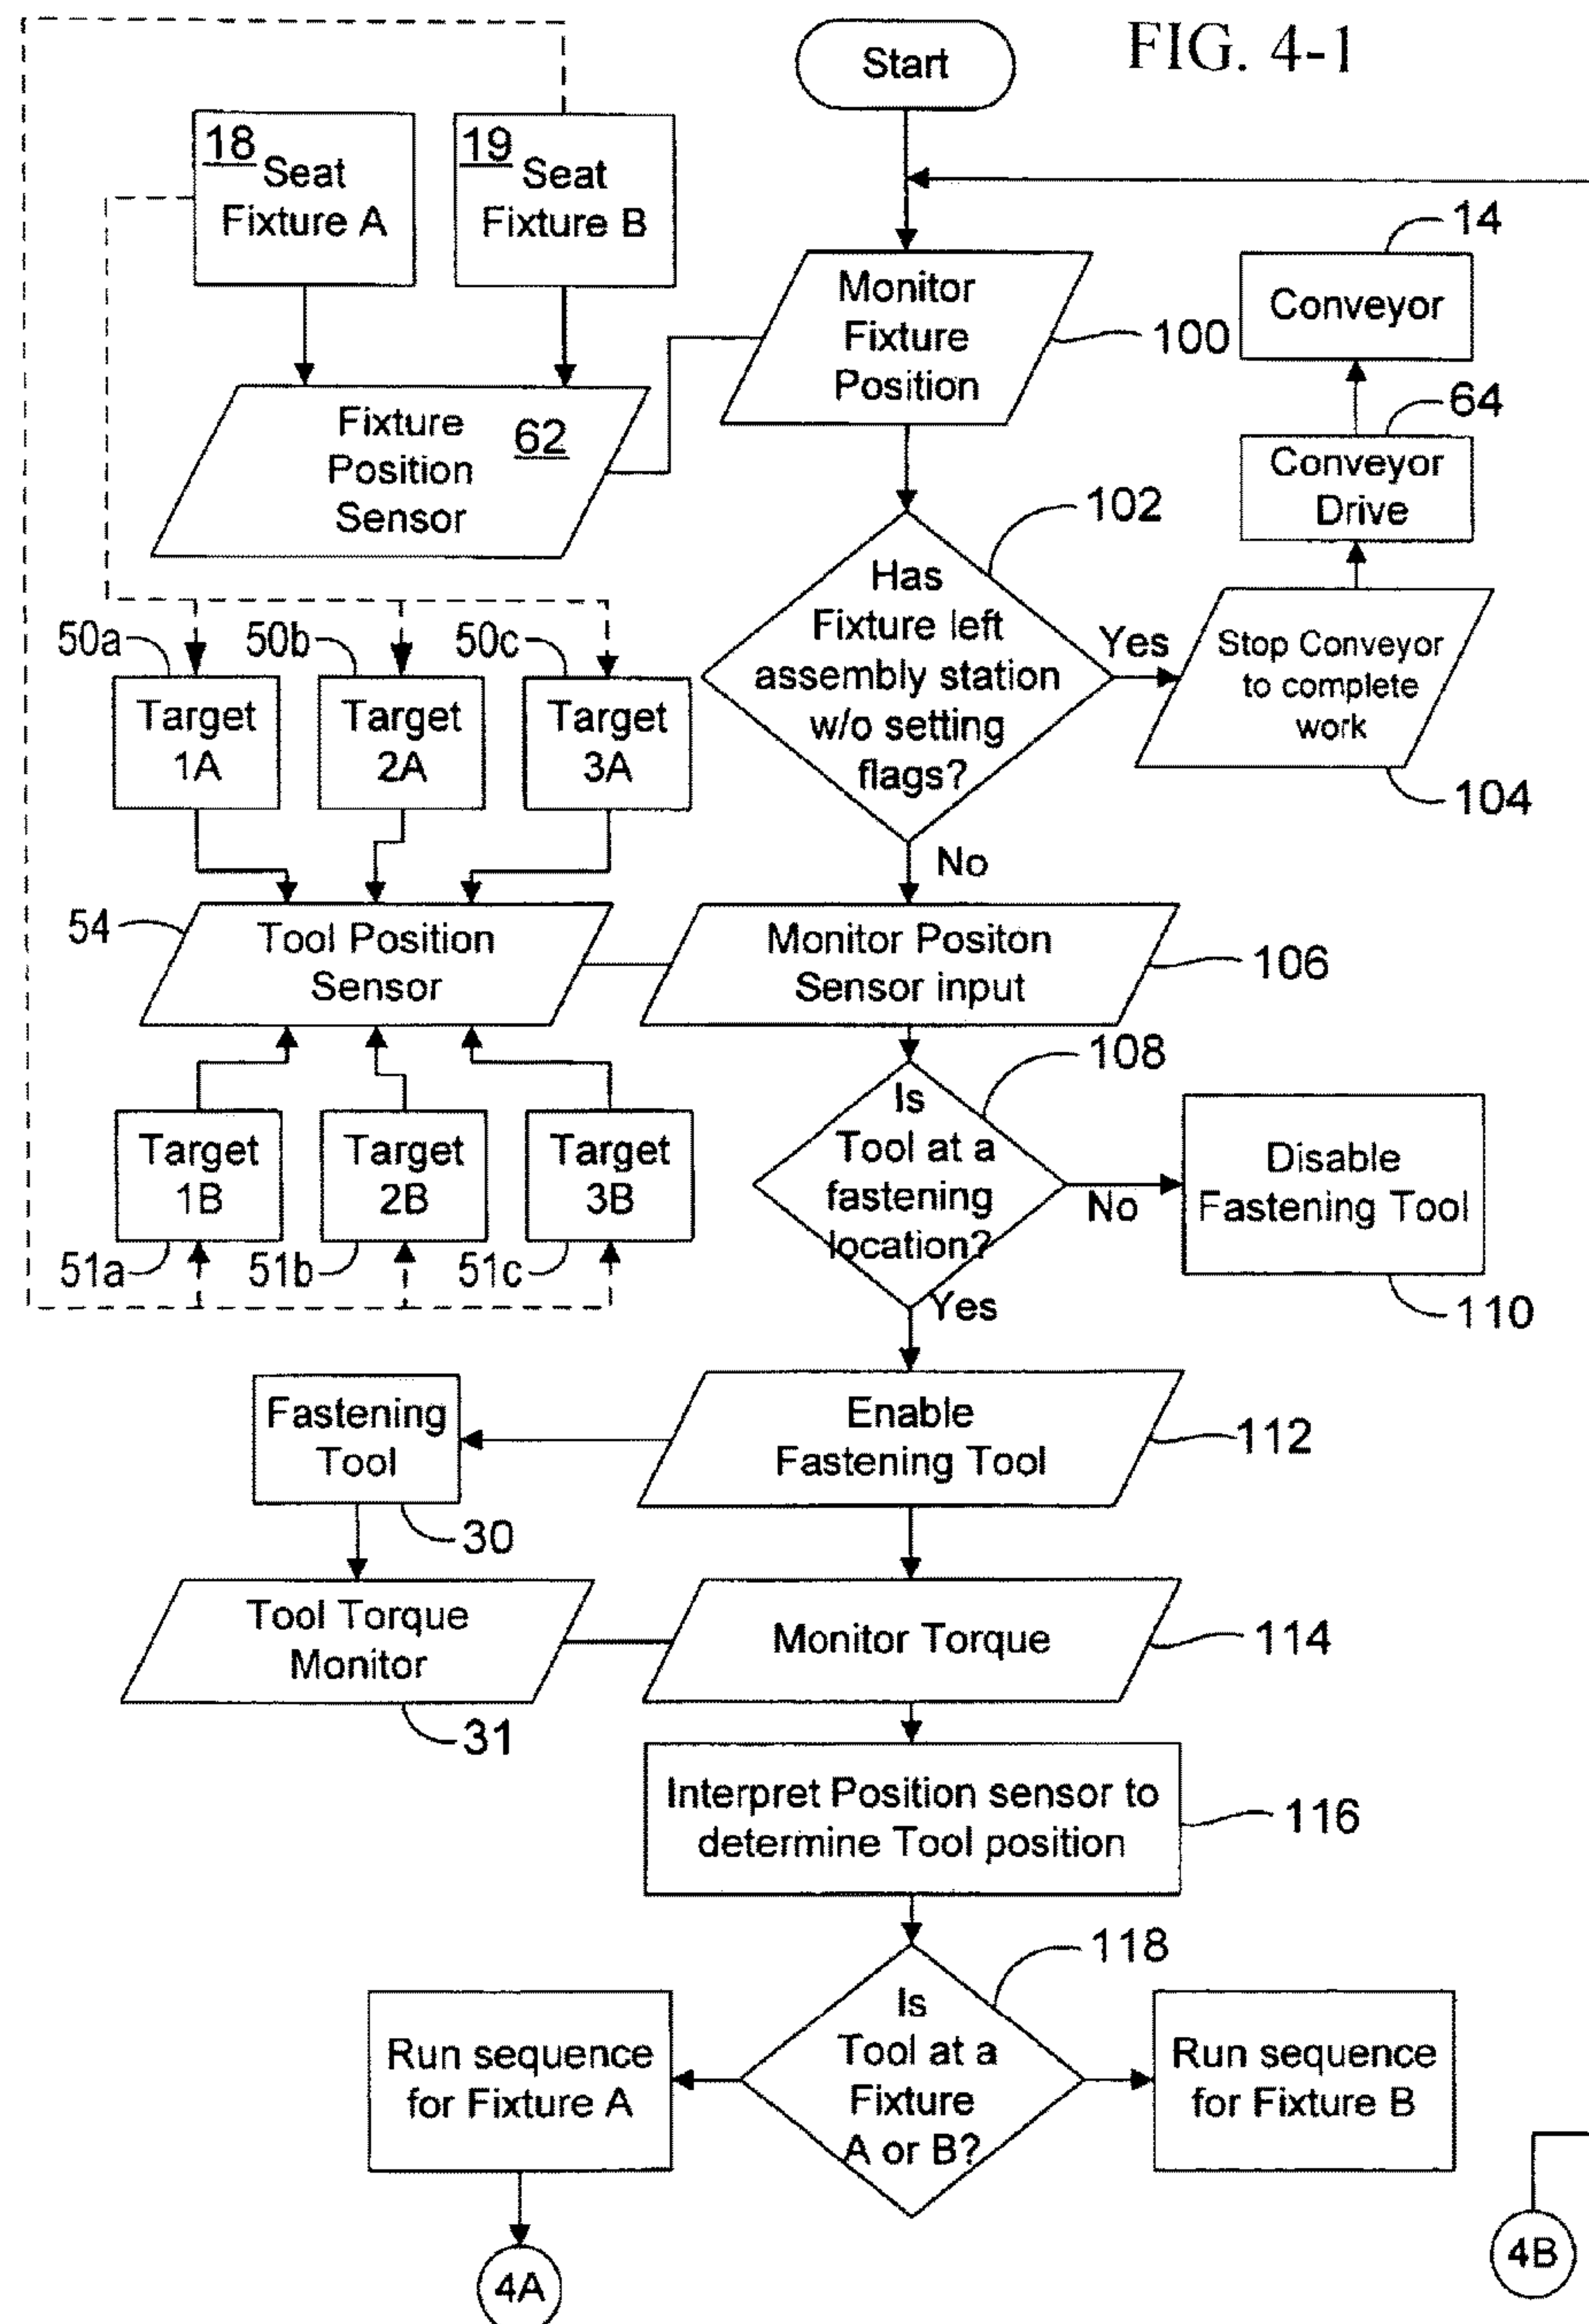 FIG. 4-1
Start
18
Seat
Fixture A
19
Seat
Fixture B
14
Conveyor
Monitor
Fixture
Position
100
64
Conveyor
Drive
Fixture
Position
Sensor
62
102
Has
Fixture left
assembly station
w/o setting
flags?
Yes
Stop Conveyor
to complete
work
104
50a
50b
50c
Target
1A
Target
2A
Target
3A
No
54
Tool Position
Sensor
Monitor Positon
Sensor input
106
108
Is
Tool at a
fastening
location?
No
Disable
Fastening Tool
110
Target
1B
Target
2B
Target
3B
51a
51b
51c
Yes
Fastening
Tool
30
Enable
Fastening Tool
112
Tool Torque
Monitor
31
Monitor Torque
114
Interpret Position sensor to
determine Tool position
116
118
Is
Tool at a
Fixture
A or B?
Run sequence
for Fixture A
Run sequence
for Fixture B
4A
4B